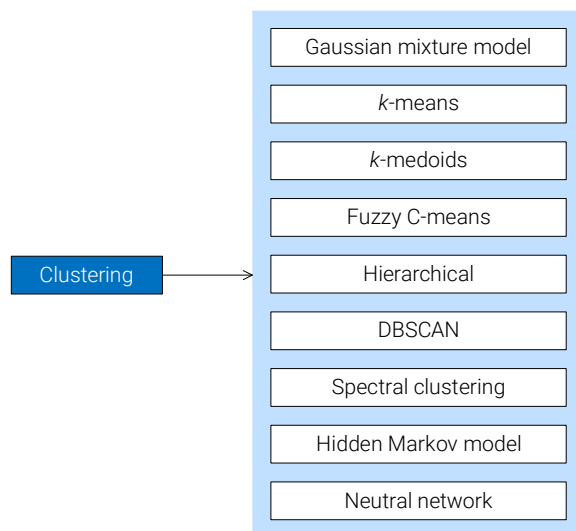 Gaussian mixture model
k-means
k-medoids
Fuzzy C-means
Clustering
Hierarchical
DBSCAN
Spectral clustering
Hidden Markov model
Neutral network